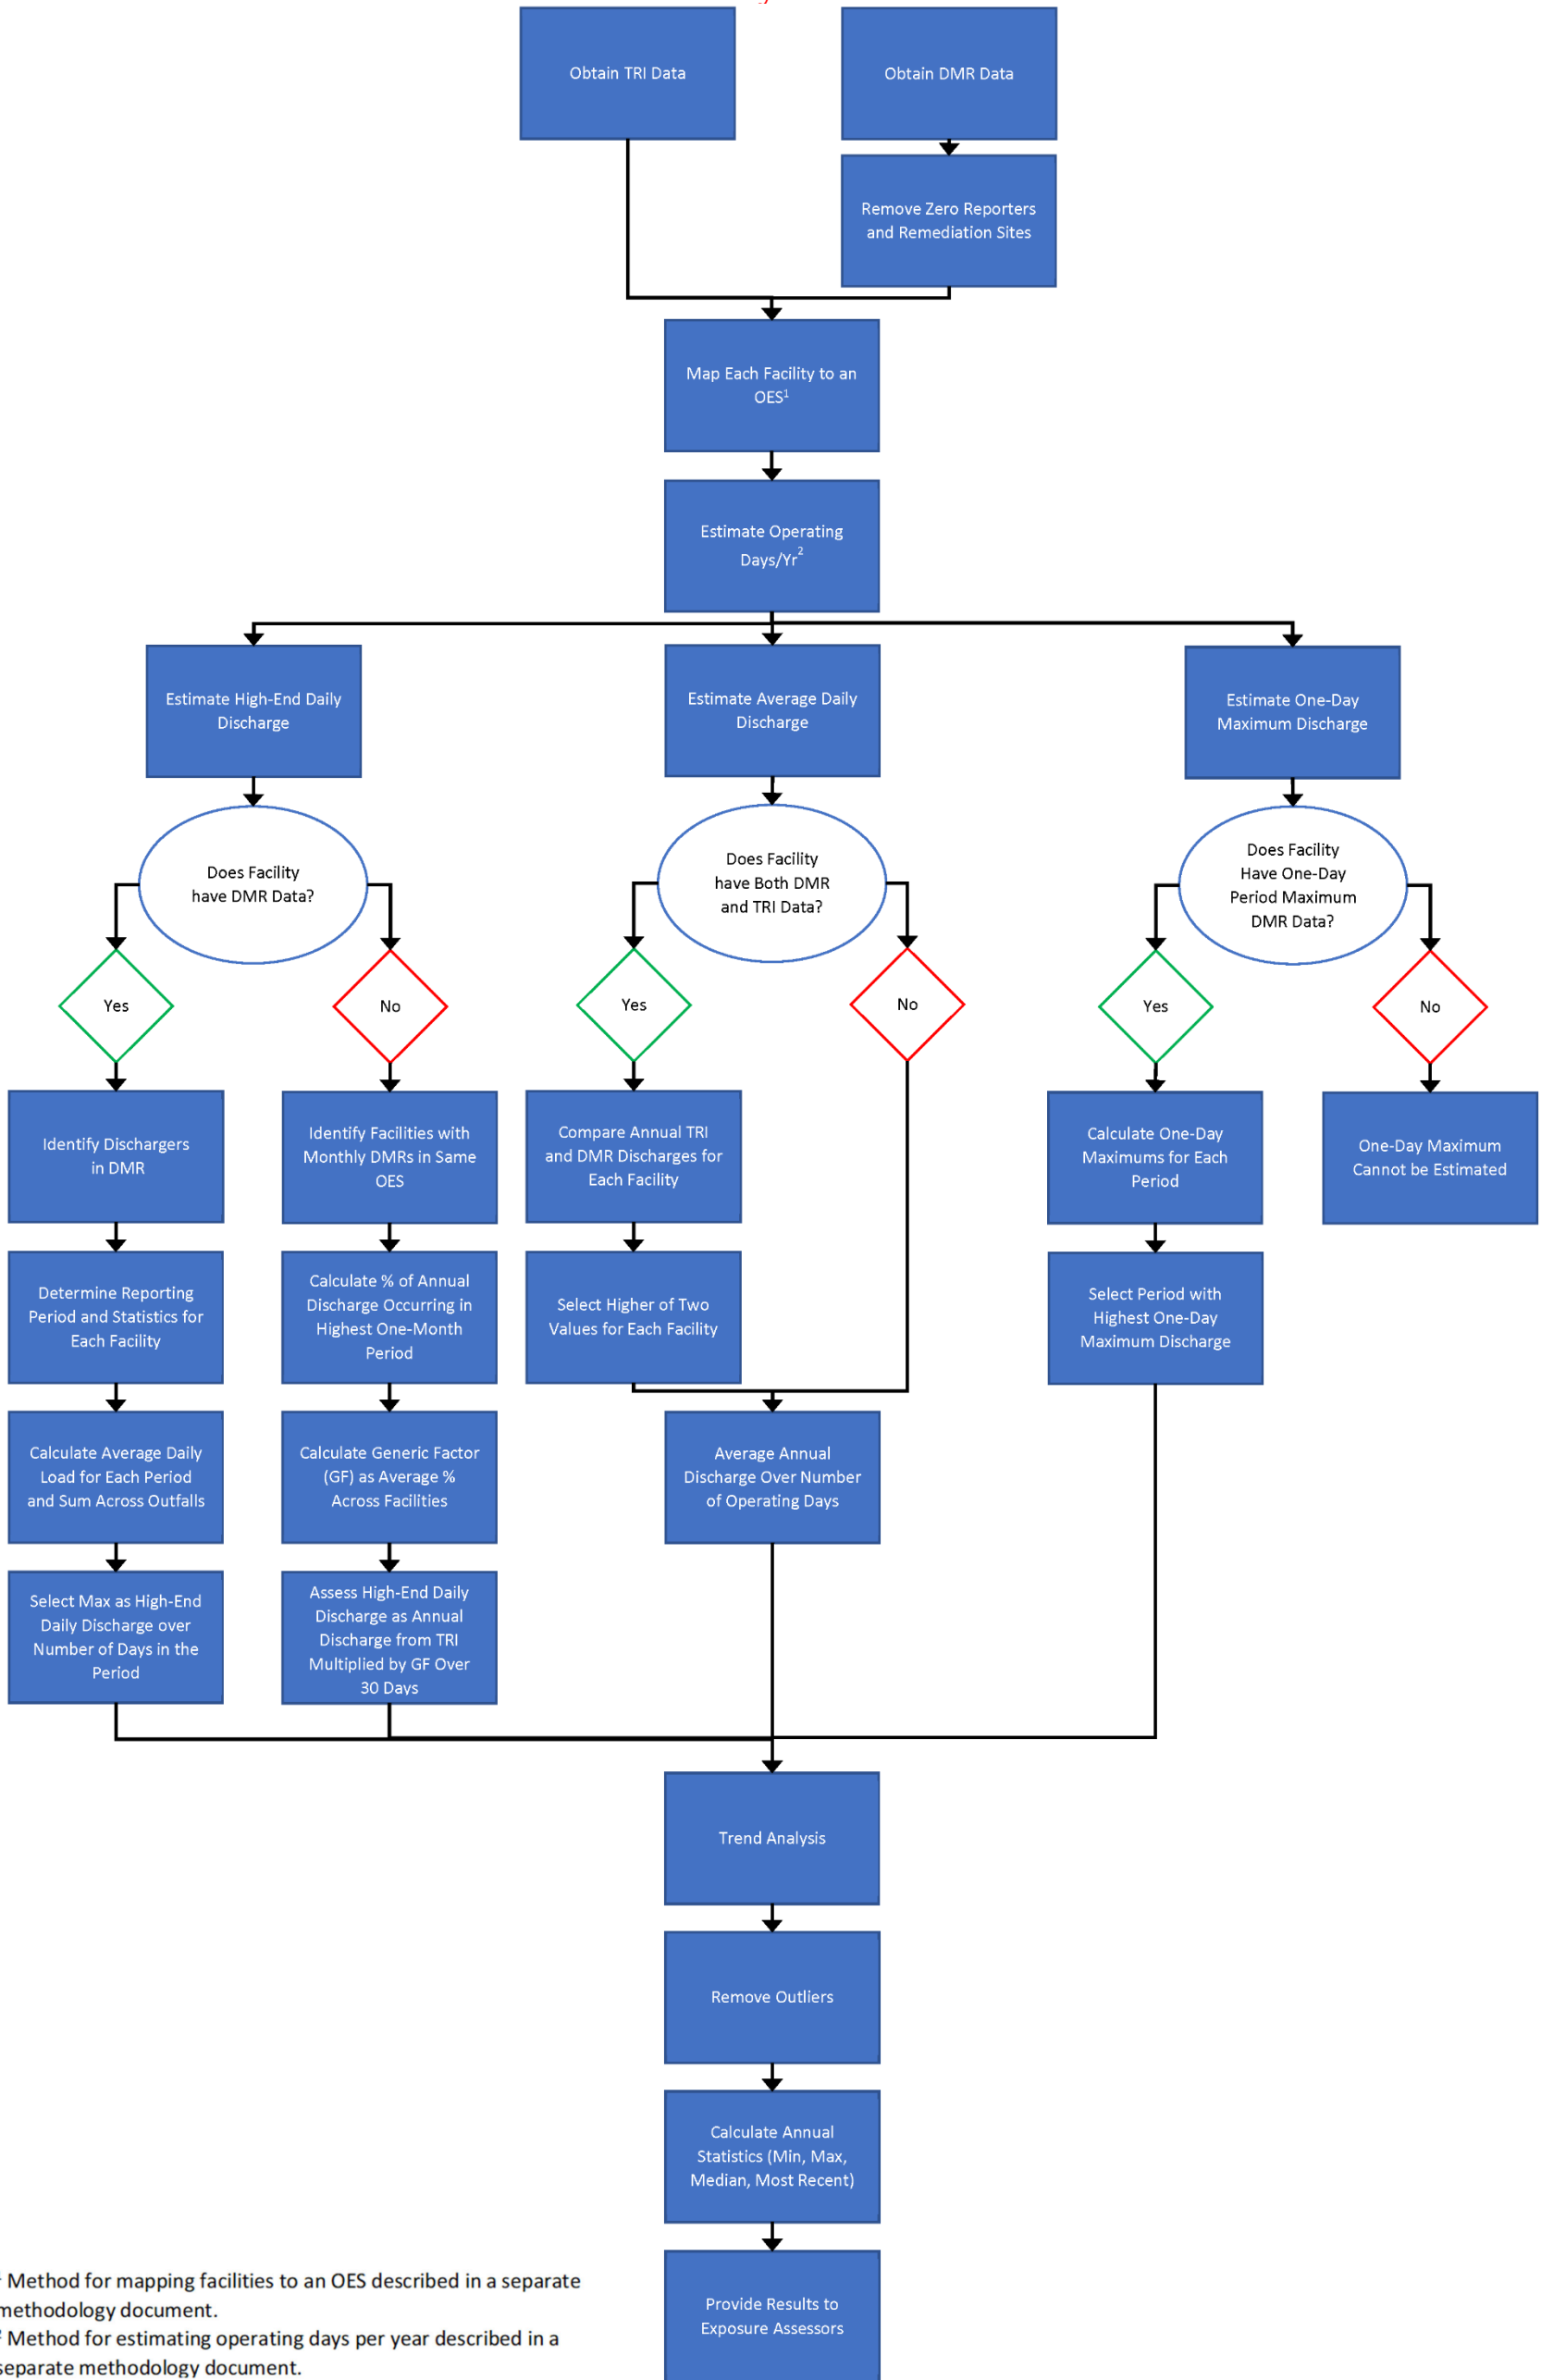 Obtain TRI Data
Obtain DMR Data
Remove Zero Reporters
and Remediation Sites
Map Each Facility to an
OES¹
Estimate Operating
Days/Yr²
Estimate High-End Daily
Discharge
Estimate Average Daily
Discharge
Estimate One-Day
Maximum Discharge
Does Facility
have DMR Data?
Does Facility
have Both DMR
and TRI Data?
Does Facility
Have One-Day
Period Maximum
DMR Data?
Yes
No
Yes
No
Yes
No
Identify Dischargers
in DMR
Identify Facilities with
Monthly DMRs in Same
OES
Compare Annual TRI
and DMR Discharges for
Each Facility
Calculate One-Day
Maximums for Each
Period
One-Day Maximum
Cannot be Estimated
Determine Reporting
Period and Statistics for
Each Facility
Calculate % of Annual
Discharge Occurring in
Highest One-Month
Period
Select Higher of Two
Values for Each Facility
Select Period with
Highest One-Day
Maximum Discharge
Calculate Average Daily
Load for Each Period
and Sum Across Outfalls
Calculate Generic Factor
(GF) as Average %
Across Facilities
Average Annual
Discharge Over Number
of Operating Days
Select Max as High-End
Daily Discharge over
Number of Days in the
Period
Assess High-End Daily
Discharge as Annual
Discharge from TRI
Multiplied by GF Over
30 Days
Trend Analysis
Remove Outliers
Calculate Annual
Statistics (Min, Max,
Median, Most Recent)
Provide Results to
Exposure Assessors
Method for mapping facilities to an OES described in a separate
methodology document.
² Method for estimating operating days per year described in a
separate methodology document.